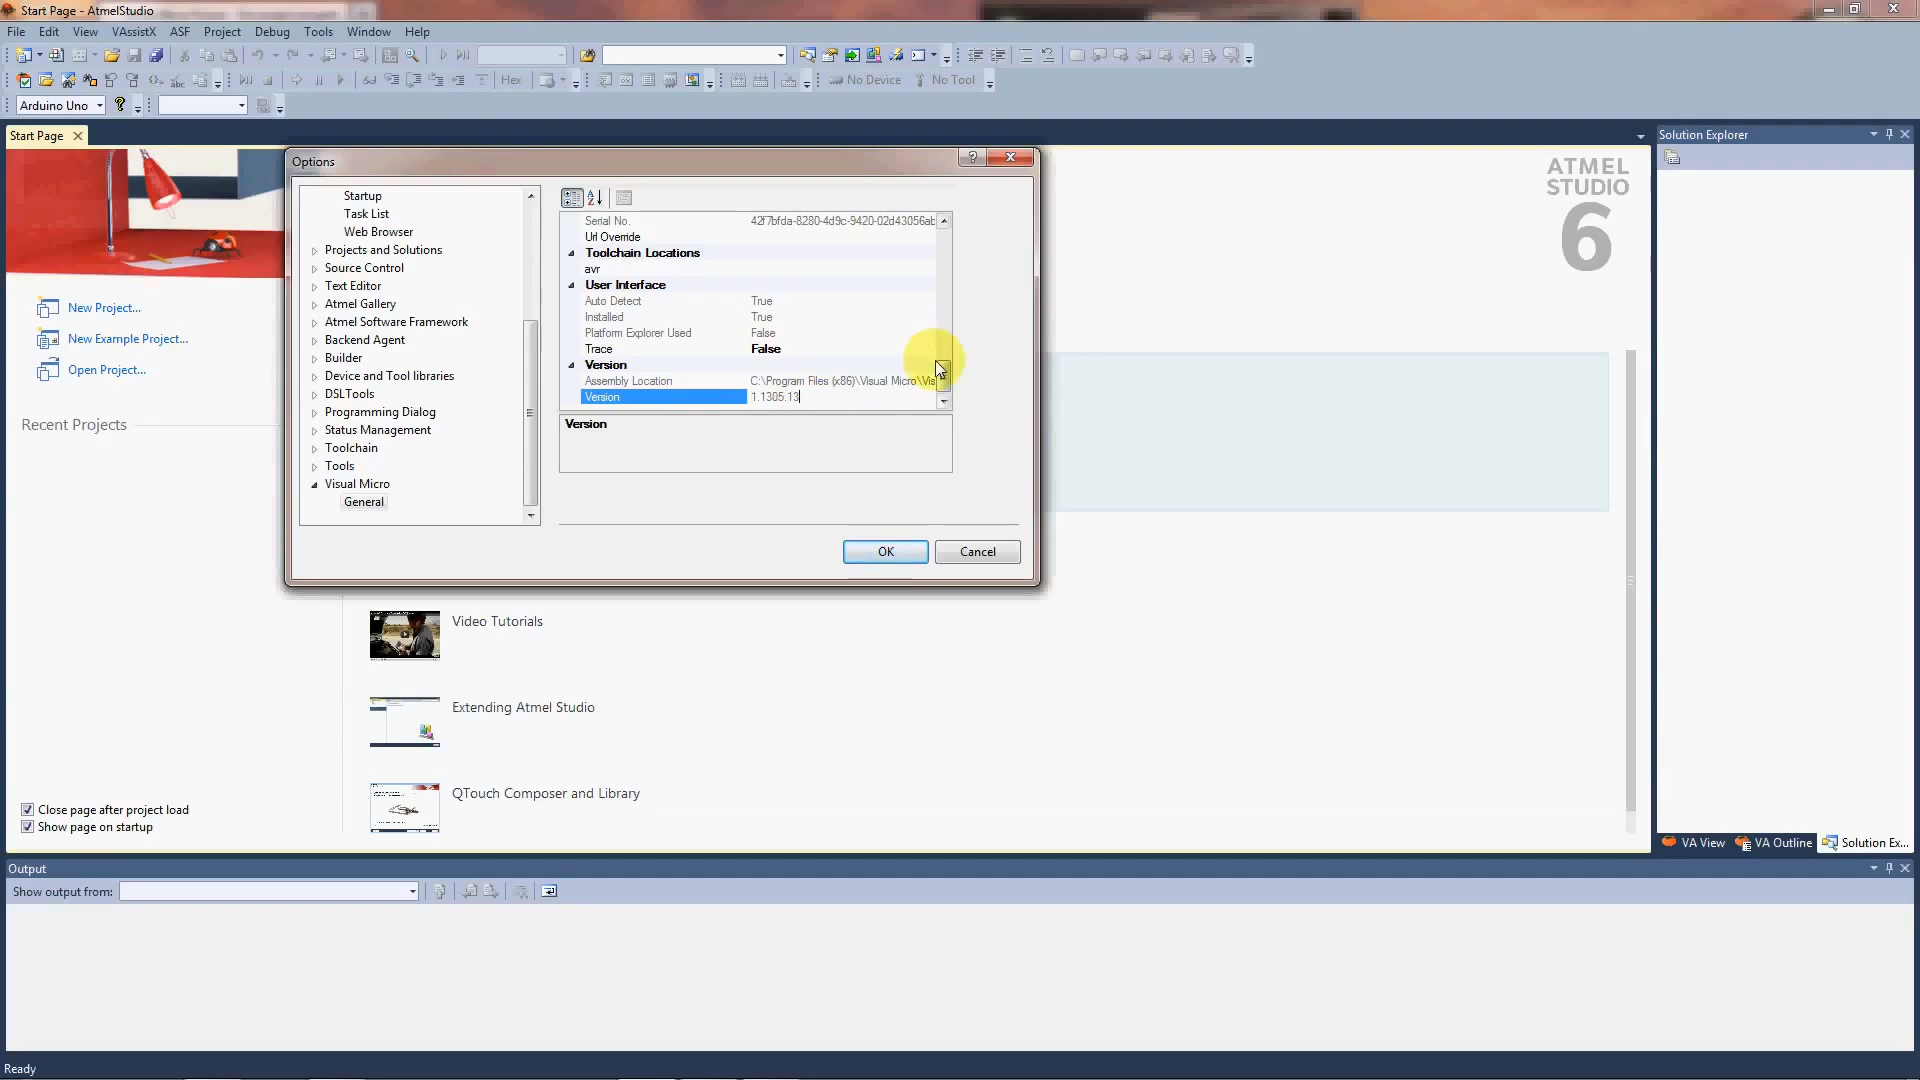 Start Page - AtmelStudio
File Edit View VAssistX ASF Project Debug Tools Window Help
Hex No Device No Tool
Arduino Uno
Start Page
Solution Explorer
ATMEL
STUDIO
6
New Project...
New Example Project...
Open Project...
Recent Projects
Options
Startup
Task List
Web Browser
Projects and Solutions
Source Control
Text Editor
Atmel Gallery
Atmel Software Framework
Backend Agent
Builder
Device and Tool libraries
DSLTools
Programming Dialog
Status Management
Toolchain
Tools
Visual Micro
General
Serial No. 42f7bfda-8280-4d9c-9420-02d43056ab
Url Override
Toolchain Locations
avr
User Interface
Auto Detect True
Installed True
Platform Explorer Used False
Trace False
Version
Assembly Location C:\Program Files (x86)\Visual Micro\Vis
Version 1.1305.13
Version
OK Cancel
Video Tutorials
Extending Atmel Studio
QTouch Composer and Library
Close page after project load
Show page on startup
VA View VA Outline Solution Ex...
Output
Show output from:
Ready